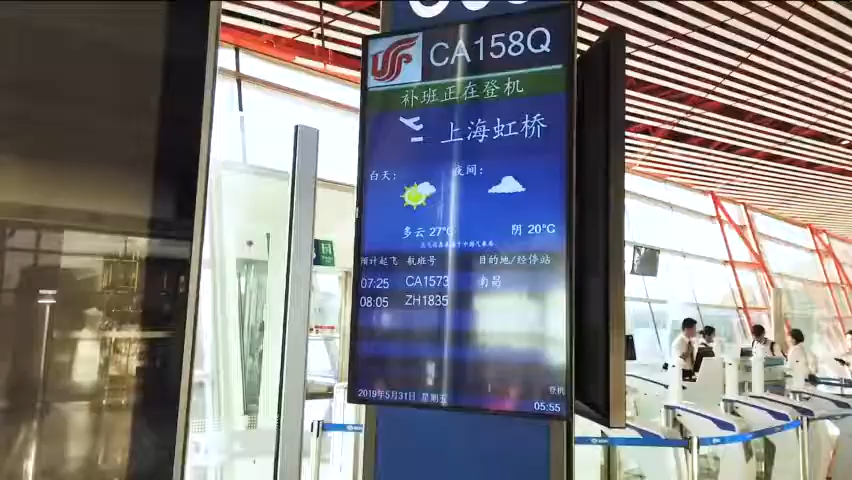 CA158Q
补班正在登机
上海虹桥
白天:
夜间:
多云 27°C
阴 20°C
预计起飞 航班号 目的地/经停站
07:25 CA1573 南昌
08:05 ZH1835
2019年5月31日 星期五
登机
05:55